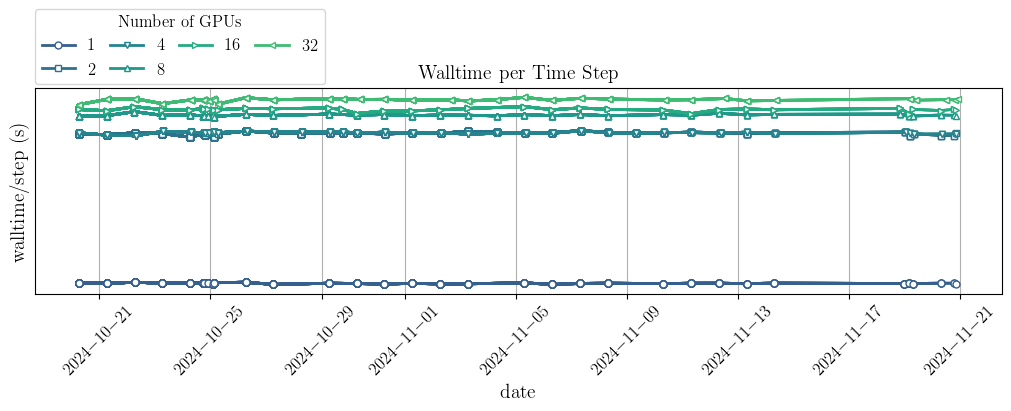 Number of GPUs
1 4 16 32
2 8
Walltime per Time Step
walltime/step (s)
2024−10−21 2024−10−25 2024−10−29 2024−11−01 2024−11−05 2024−11−09 2024−11−13 2024−11−17 2024−11−21
date